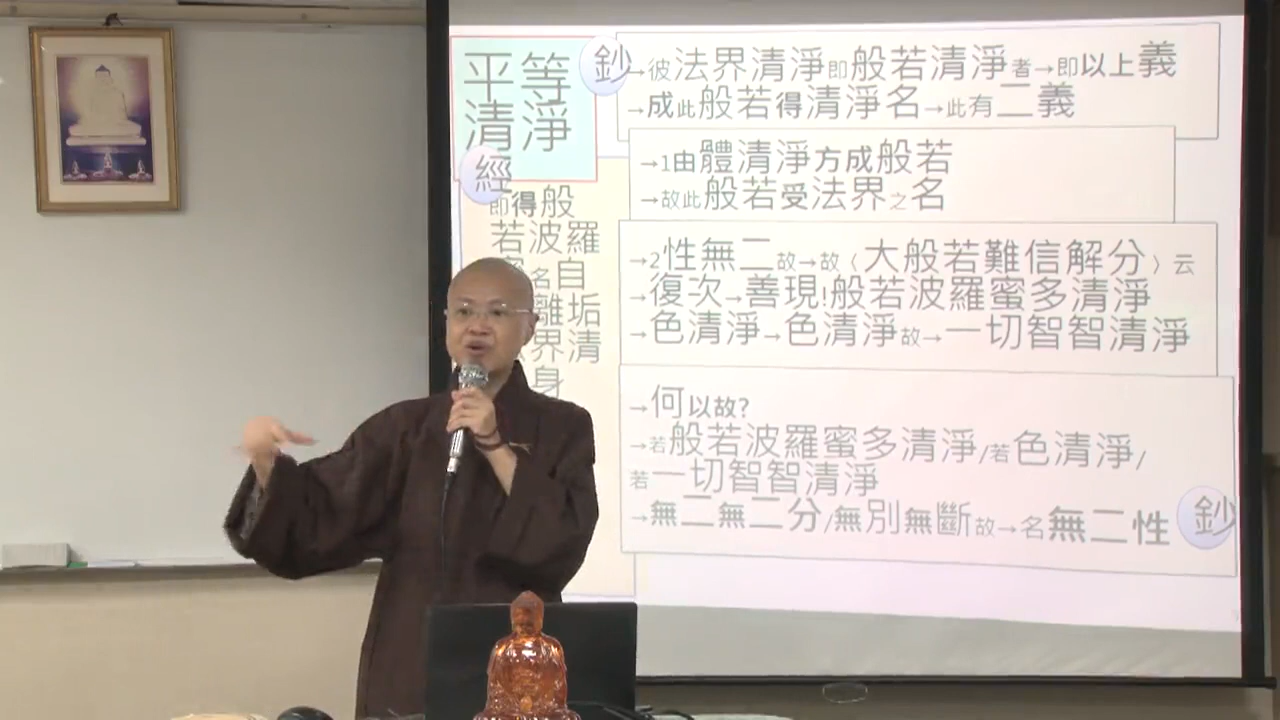 平等
清淨
經
即得般
若波羅
名自
離垢
界清
身
鈔
→彼法界清淨即般若清淨者→即以上義
→成此般若得清淨名→此有二義
→1由體清淨方成般若
→故此般若受法界之名
→2性無二故→故〈大般若難信解分〉云
→復次→善現!般若波羅蜜多清淨
→色清淨→色清淨故→一切智智清淨
→何以故?
→若般若波羅蜜多清淨/若色清淨/
若一切智智清淨
→無二無二分/無別無斷故→名無二性
鈔